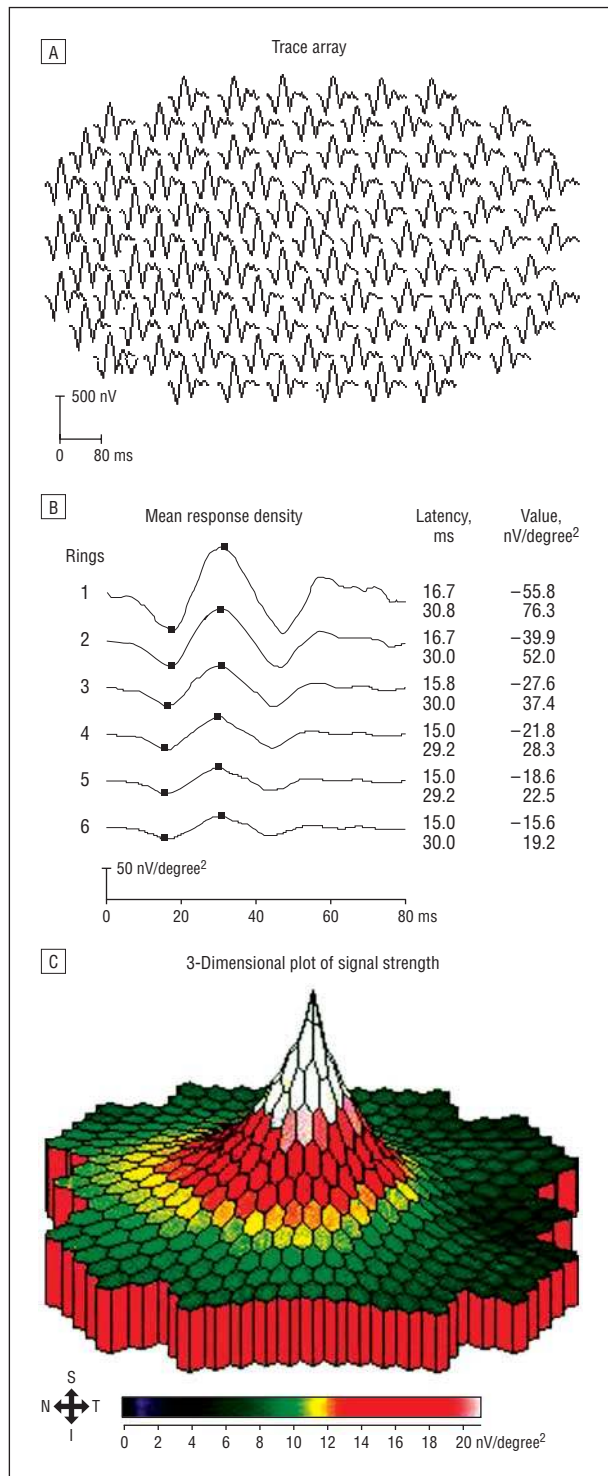 A Trace array
500 nV
0 80 ms
B Mean response density Latency, ms Value, nV/degree²
Rings
1 16.7 −55.8
30.8 76.3
2 16.7 −39.9
30.0 52.0
3 15.8 −27.6
30.0 37.4
4 15.0 −21.8
29.2 28.3
5 15.0 −18.6
29.2 22.5
6 15.0 −15.6
30.0 19.2
50 nV/degree²
0 20 40 60 80 ms
C 3-Dimensional plot of signal strength
S
N T
I
0 2 4 6 8 10 12 14 16 18 20 nV/degree²